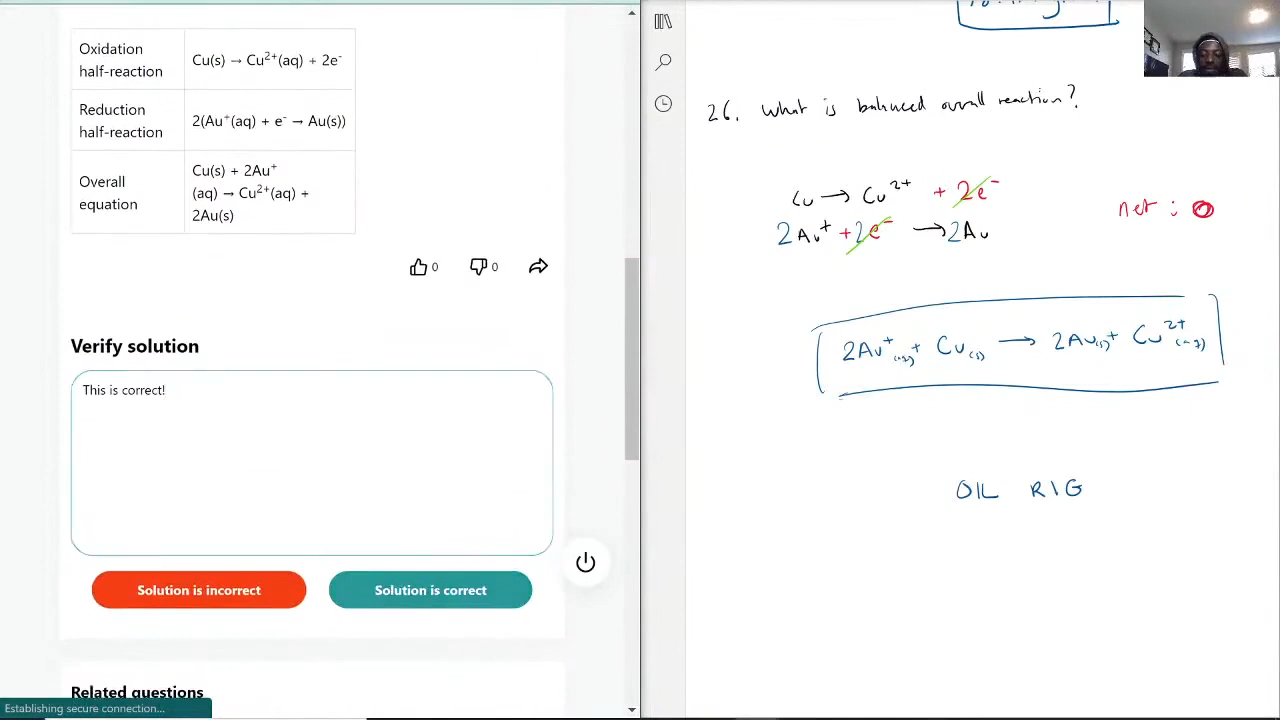 Oxidation
half-reaction
Cu(s) → Cu²⁺(aq) + 2e⁻
Reduction
half-reaction
2(Au⁺(aq) + e⁻ → Au(s))
Overall
equation
Cu(s) + 2Au⁺
(aq) → Cu²⁺(aq) +
2Au(s)
0
0
Verify solution
This is correct!
Solution is incorrect
Solution is correct
Related questions
Establishing secure connection...
26. What is balanced overall reaction?
Cu → Cu²⁺ + 2e⁻
2Au⁺ + 2e⁻ → 2Au
net : 0
2Au⁺(aq) + Cu(s) → 2Au(s) + Cu²⁺(aq)
OIL RIG